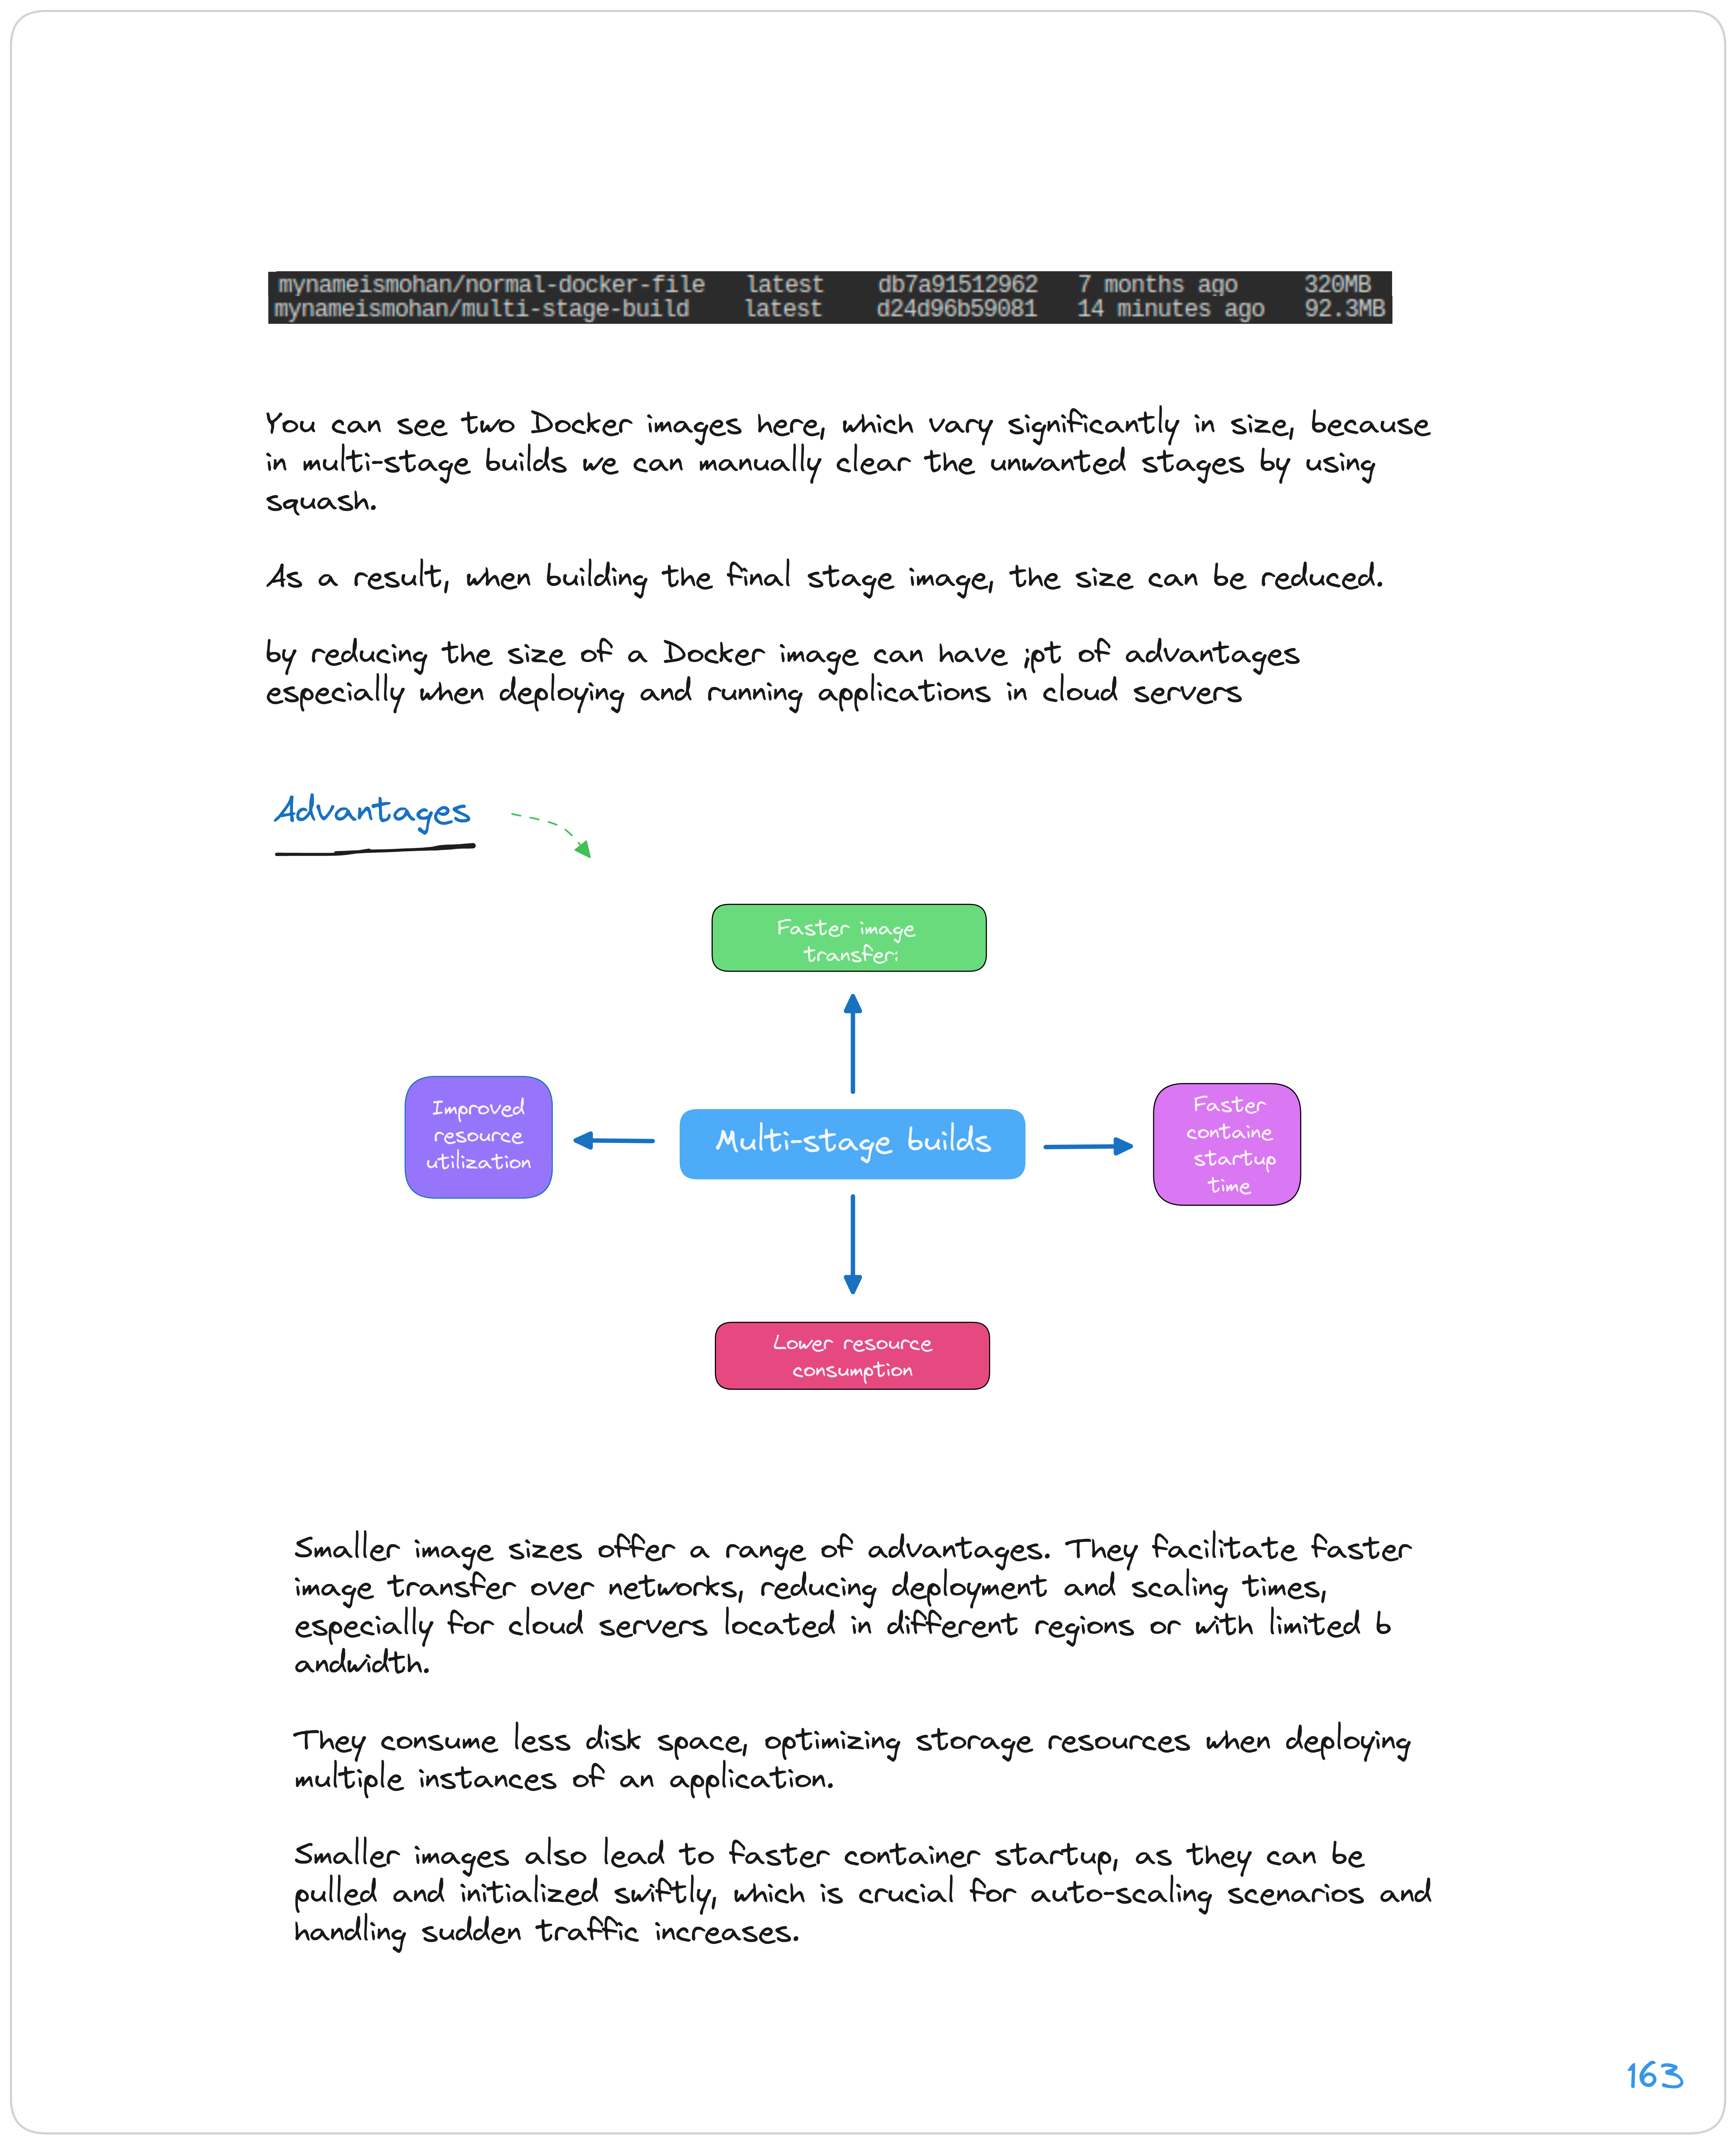 mynameismohan/normal-docker-file latest db7a91512962 7 months ago 320MB
mynameismohan/multi-stage-build latest d24d96b59081 14 minutes ago 92.3MB
You can see two Docker images here, which vary significantly in size, because
in multi-stage builds we can manually clear the unwanted stages by using
squash.
As a result, when building the final stage image, the size can be reduced.
by reducing the size of a Docker image can have ;pt of advantages
especially when deploying and running applications in cloud servers
Advantages
Faster image
transfer:
Improved
resource
utilization
Multi-stage builds
Faster
containe
startup
time
Lower resource
consumption
Smaller image sizes offer a range of advantages. They facilitate faster
image transfer over networks, reducing deployment and scaling times,
especially for cloud servers located in different regions or with limited b
andwidth.
They consume less disk space, optimizing storage resources when deploying
multiple instances of an application.
Smaller images also lead to faster container startup, as they can be
pulled and initialized swiftly, which is crucial for auto-scaling scenarios and
handling sudden traffic increases.
163